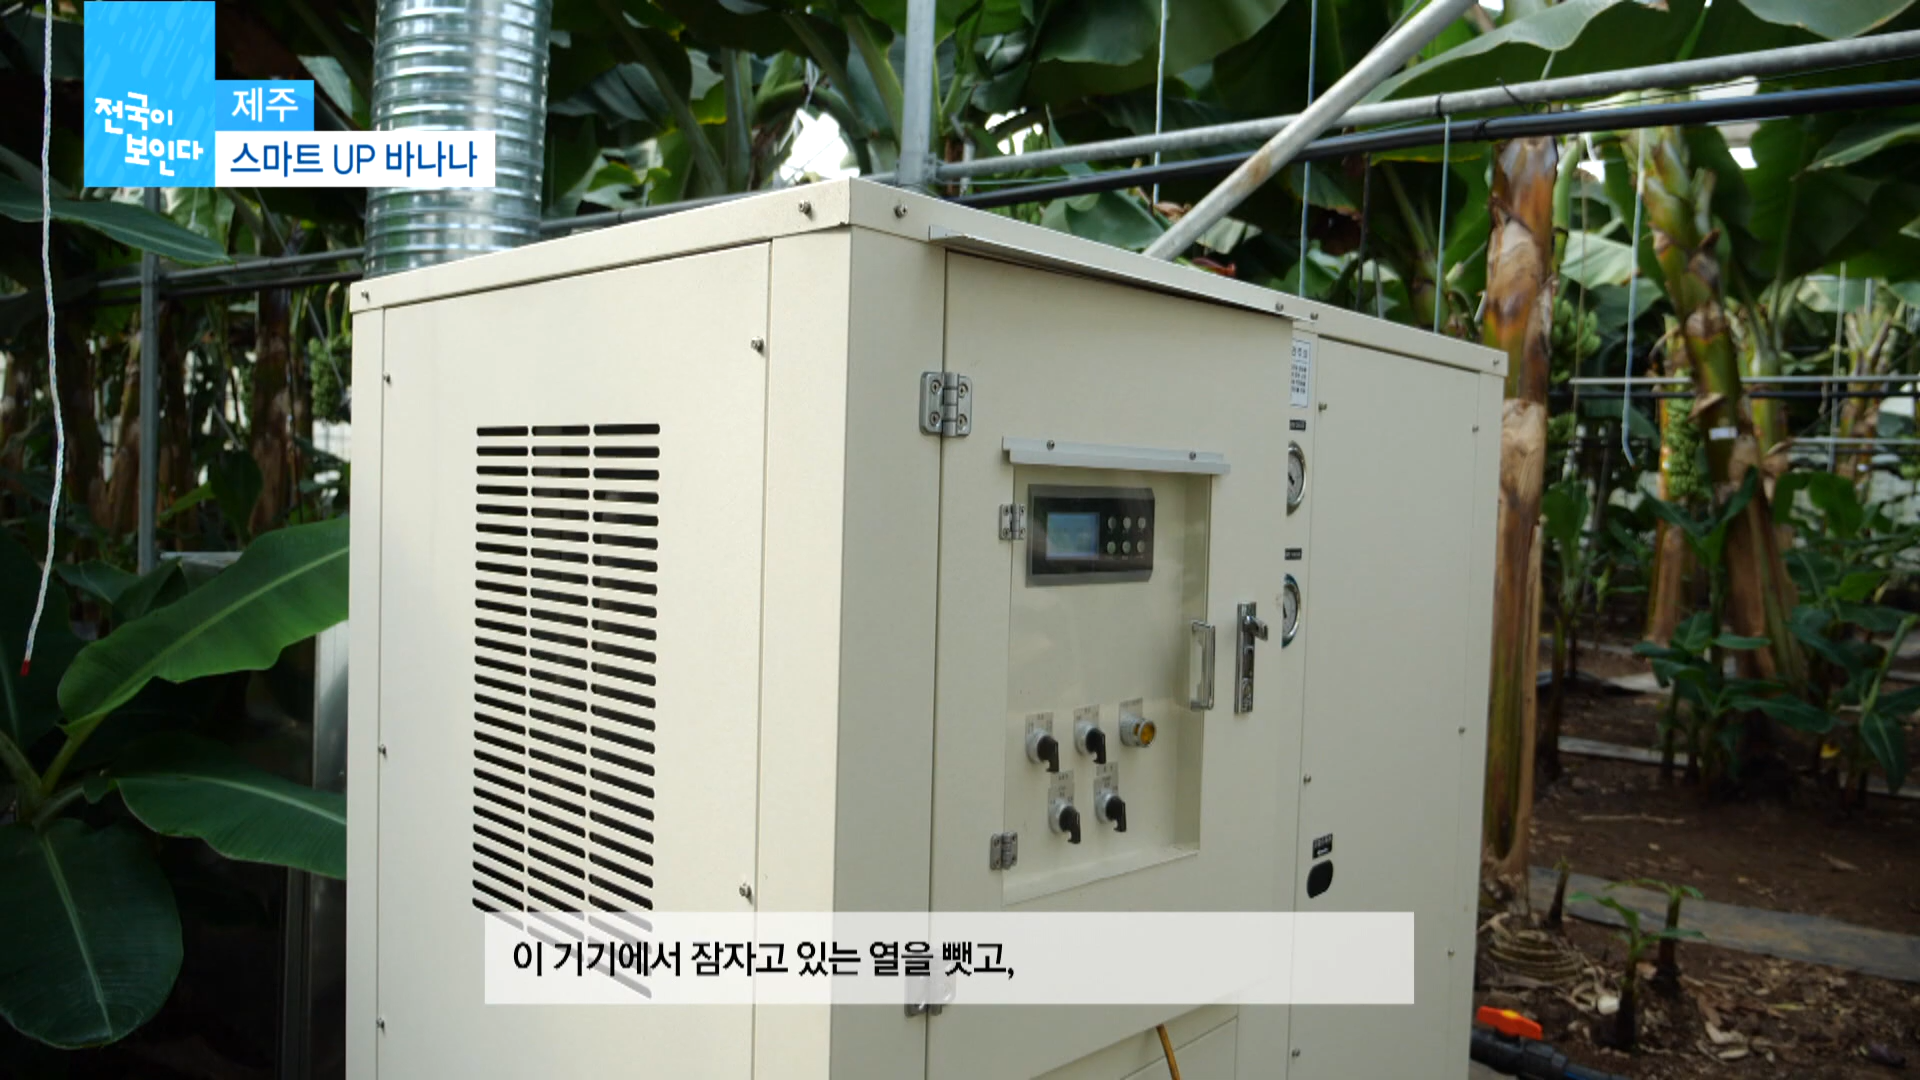 전국이
보인다
제주
스마트 UP 바나나
이 기기에서 잠자고 있는 열을 뺏고,